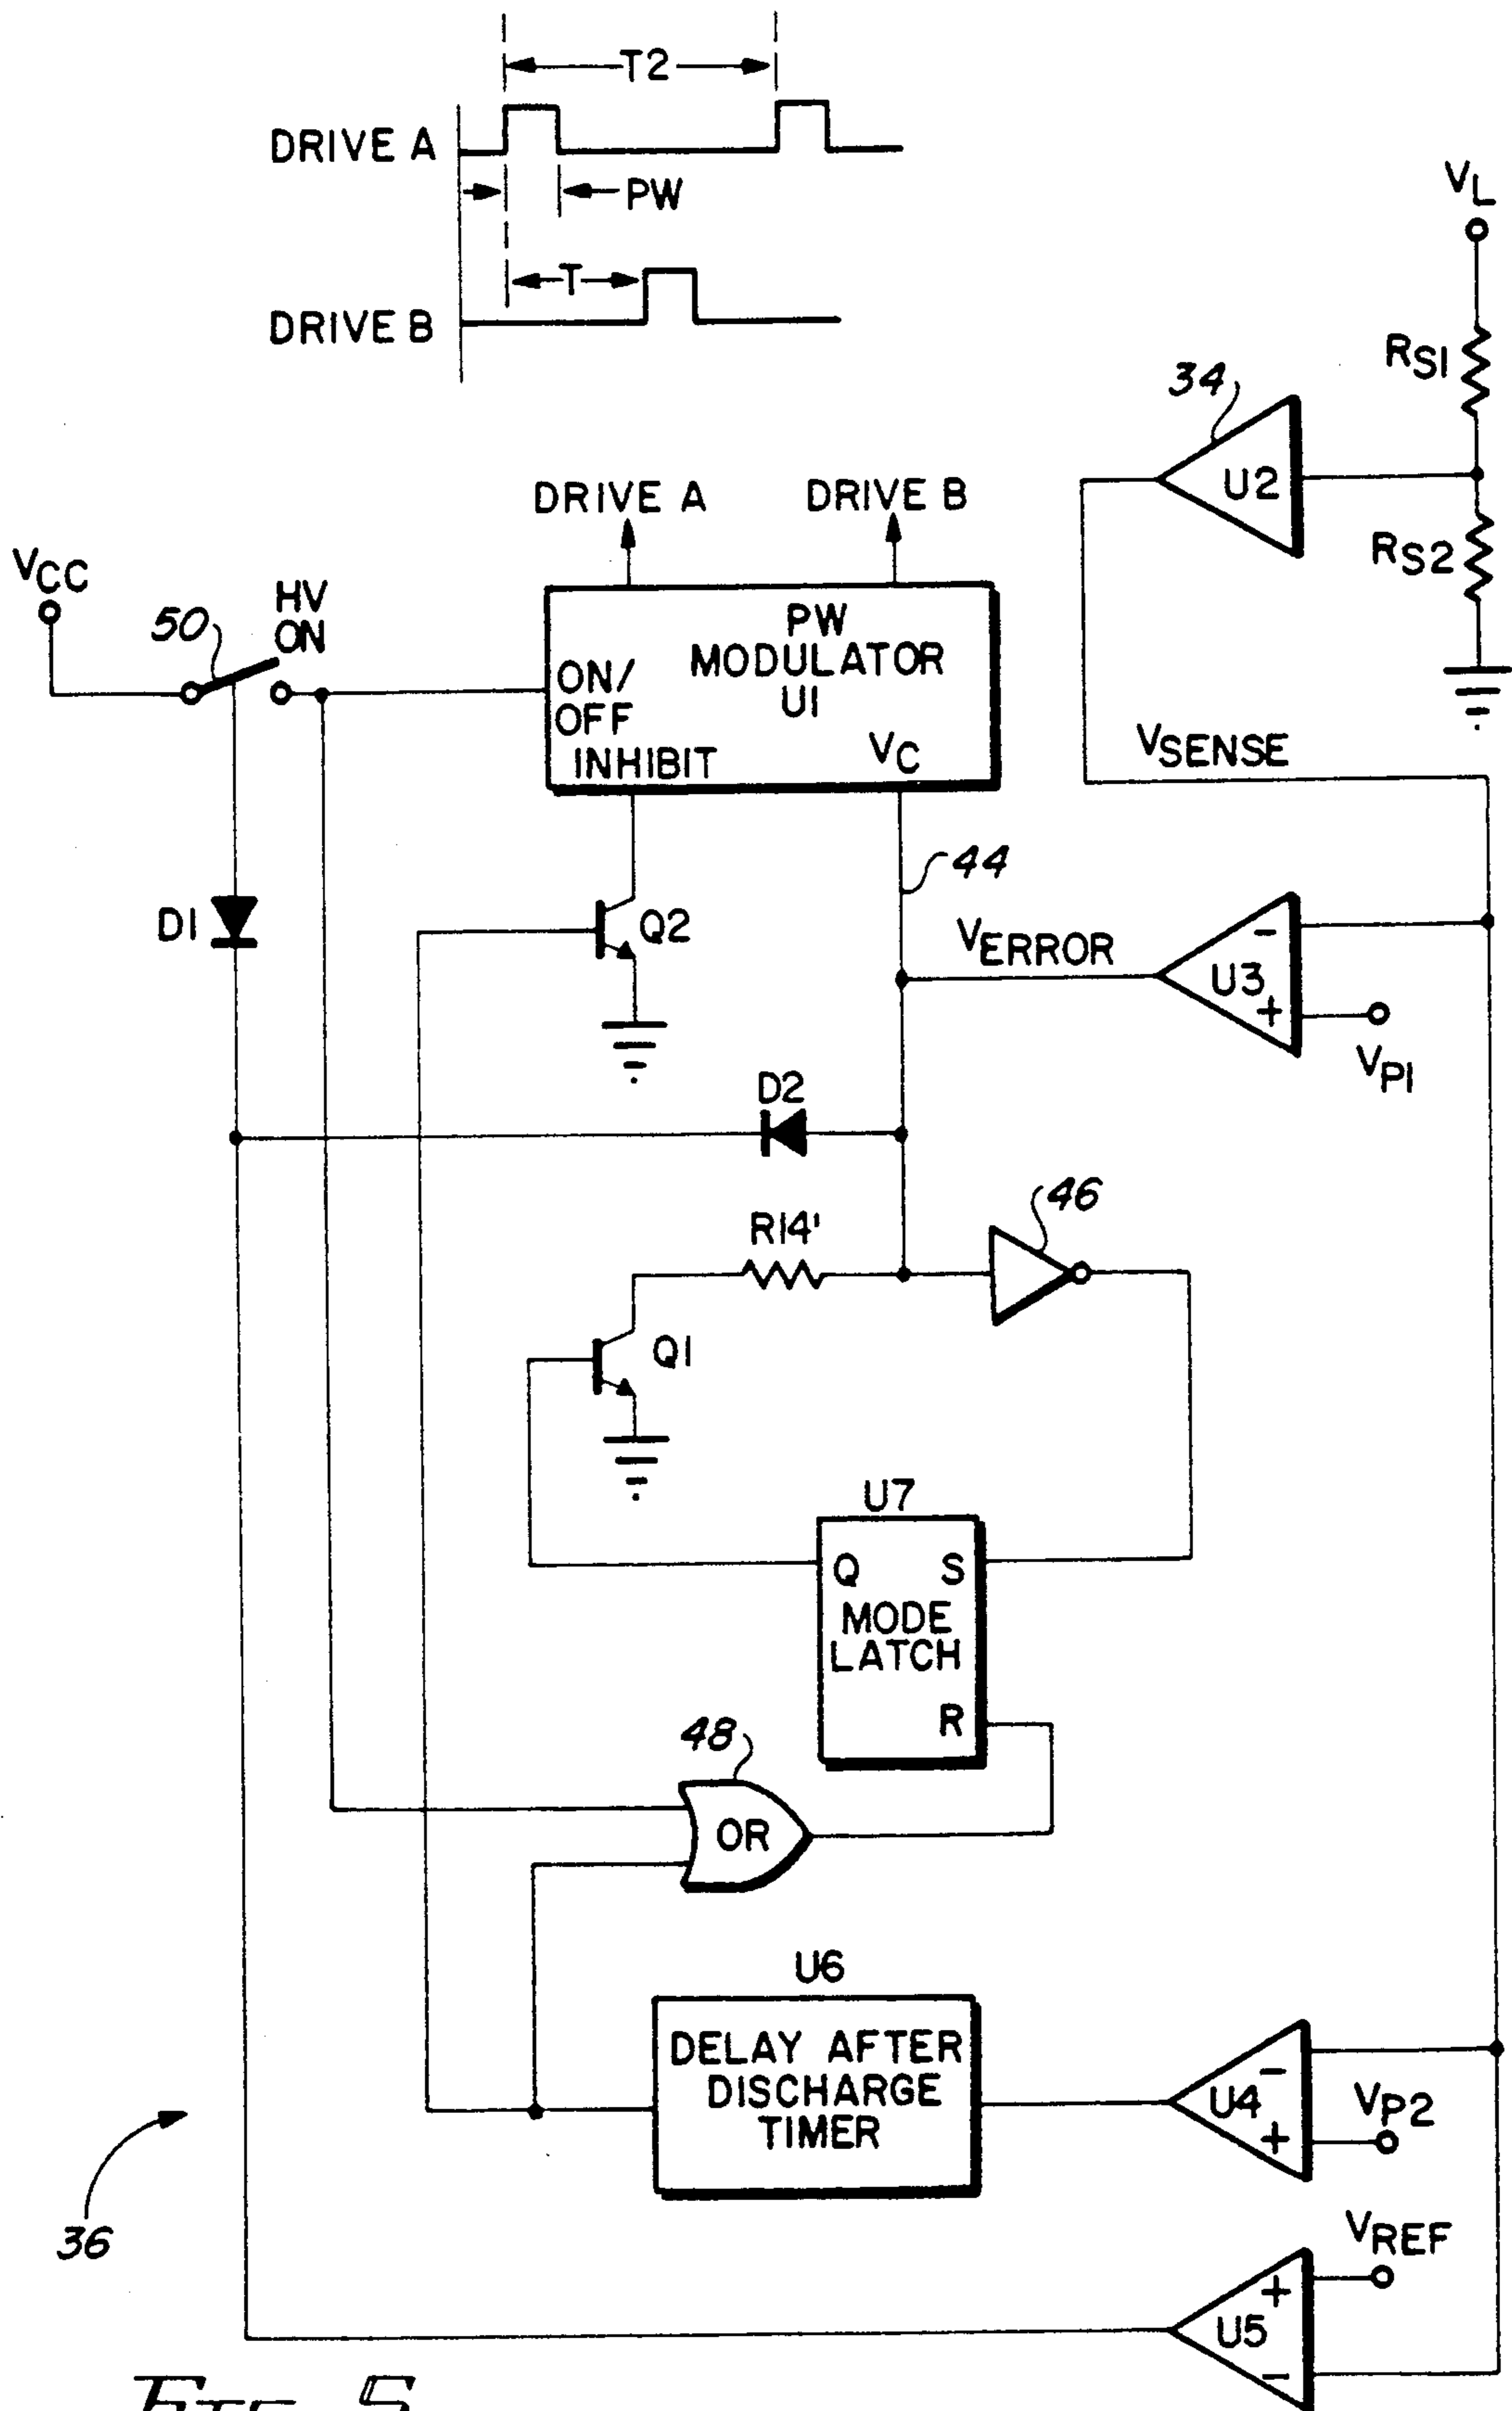 T2
DRIVE A
PW
T
DRIVE B
VL
RS1
34
U2
RS2
DRIVE A
DRIVE B
VCC
50
HV
ON
PW
MODULATOR
U1
ON/
OFF
INHIBIT
VC
VSENSE
44
D1
Q2
VERROR
-
U3
+
VP1
D2
46
R14'
Q1
U7
Q
S
MODE
LATCH
R
48
OR
U6
DELAY AFTER
DISCHARGE
TIMER
-
U4
+
VP2
36
VREF
+
U5
-
FIG. 5